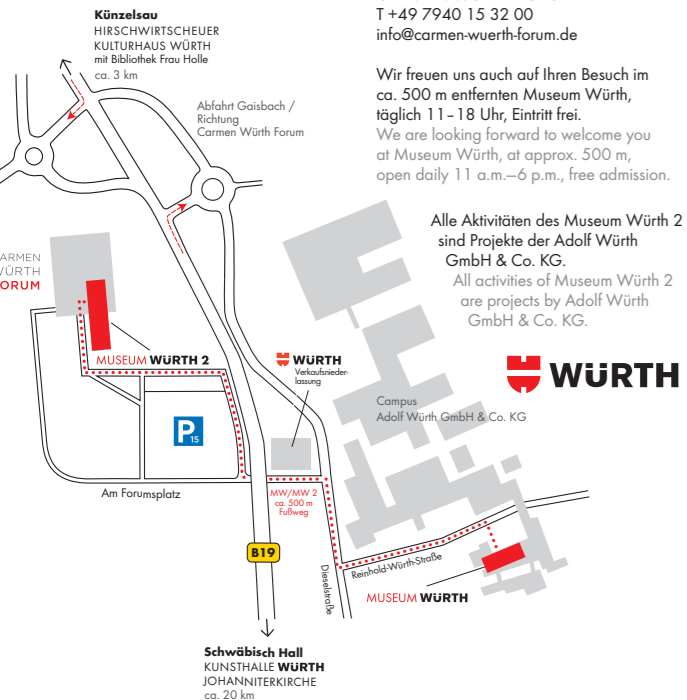 Künzelsau
HIRSCHWIRTSCHEUER
KULTURHAUS WÜRTH
mit Bibliothek Frau Holle
ca. 3 km
T +49 7940 15 32 00
info@carmen-wuerth-forum.de
Wir freuen uns auch auf Ihren Besuch im
ca. 500 m entfernten Museum Würth,
täglich 11–18 Uhr, Eintritt frei.
We are looking forward to welcome you
at Museum Würth, at approx. 500 m,
open daily 11 a.m.–6 p.m., free admission.
Abfahrt Gaisbach /
Richtung
Carmen Würth Forum
Alle Aktivitäten des Museum Würth 2
sind Projekte der Adolf Würth
GmbH & Co. KG.
All activities of Museum Würth 2
are projects by Adolf Würth
GmbH & Co. KG.
WÜRTH
ARMEN
ÜRTH
ORUM
MUSEUM WÜRTH 2
WÜRTH
Verkaufsnieder-
lassung
Campus
Adolf Würth GmbH & Co. KG
P 15
Am Forumsplatz
MW/MW 2
ca. 500 m
Fußweg
B19
Dieselstraße
Reinhold-Würth-Straße
MUSEUM WÜRTH
Schwäbisch Hall
KUNSTHALLE WÜRTH
JOHANNITERKIRCHE
ca. 20 km